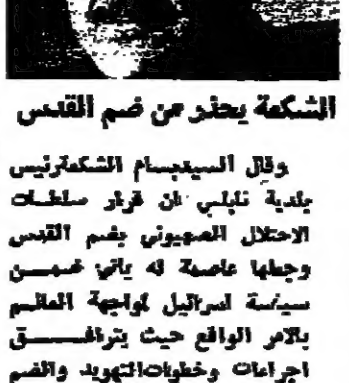 الشكعة يحذر من ضم القدس
وقال السيد بسام الشكعة رئيس
بلدية نابلس ان قرار سلطات
الاحتلال الصهيوني بضم القدس
وجعلها عاصمة له ياتي ضمن
سياسة اسرائيل لمواجهة العالم
بالامر الواقع حيث يترافق
اجراءات وخطوات التهويد والضم